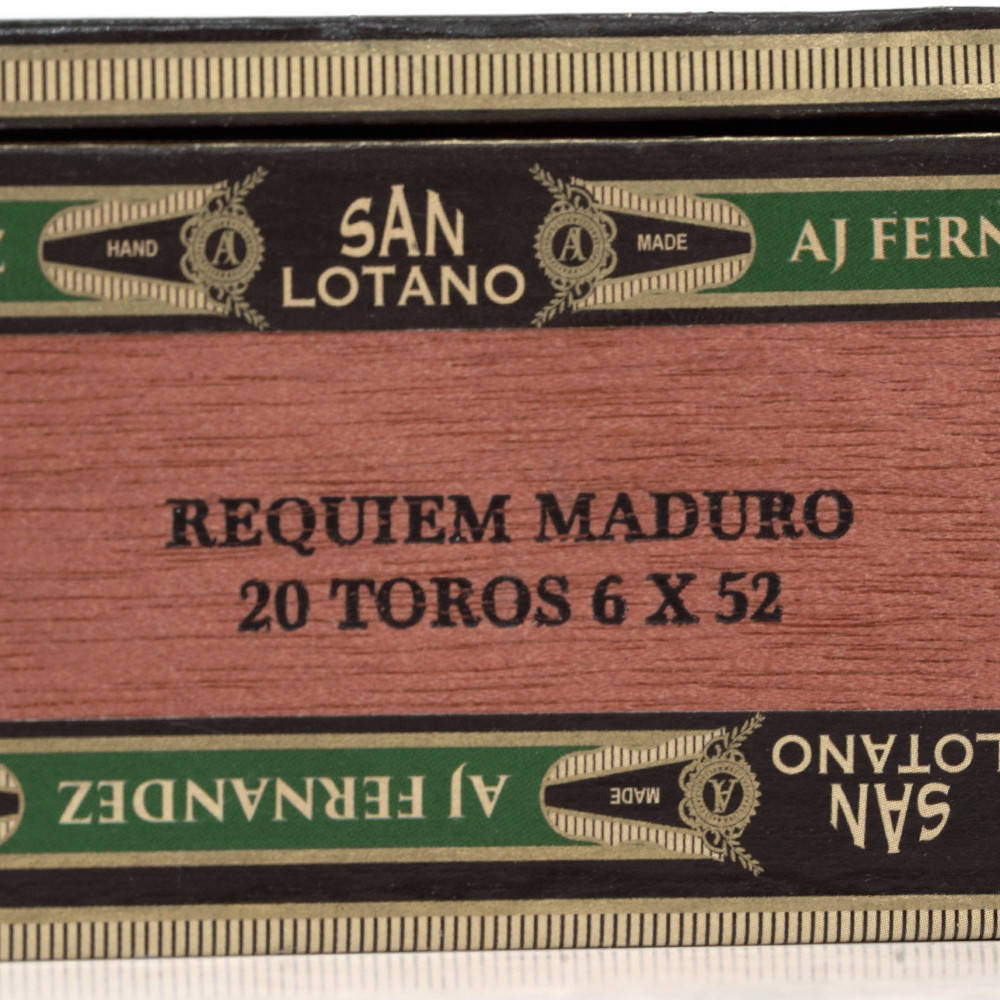 HAND
SAN
LOTANO
MADE
AJ FERN
REQUIEM MADURO
20 TOROS 6 X 52
AJ FERNANDEZ
MADE
SAN
LOTANO